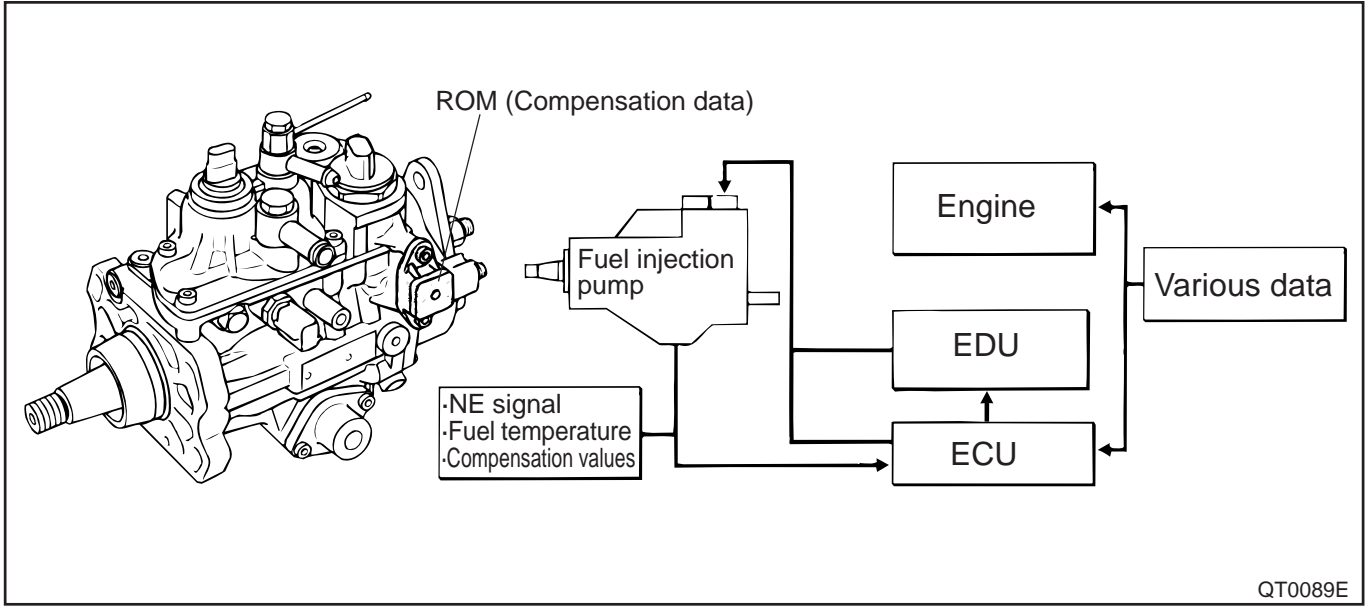 ROM (Compensation data)
Engine
Fuel injection
pump
Various data
EDU
·NE signal
·Fuel temperature
·Compensation values
ECU
QT0089E